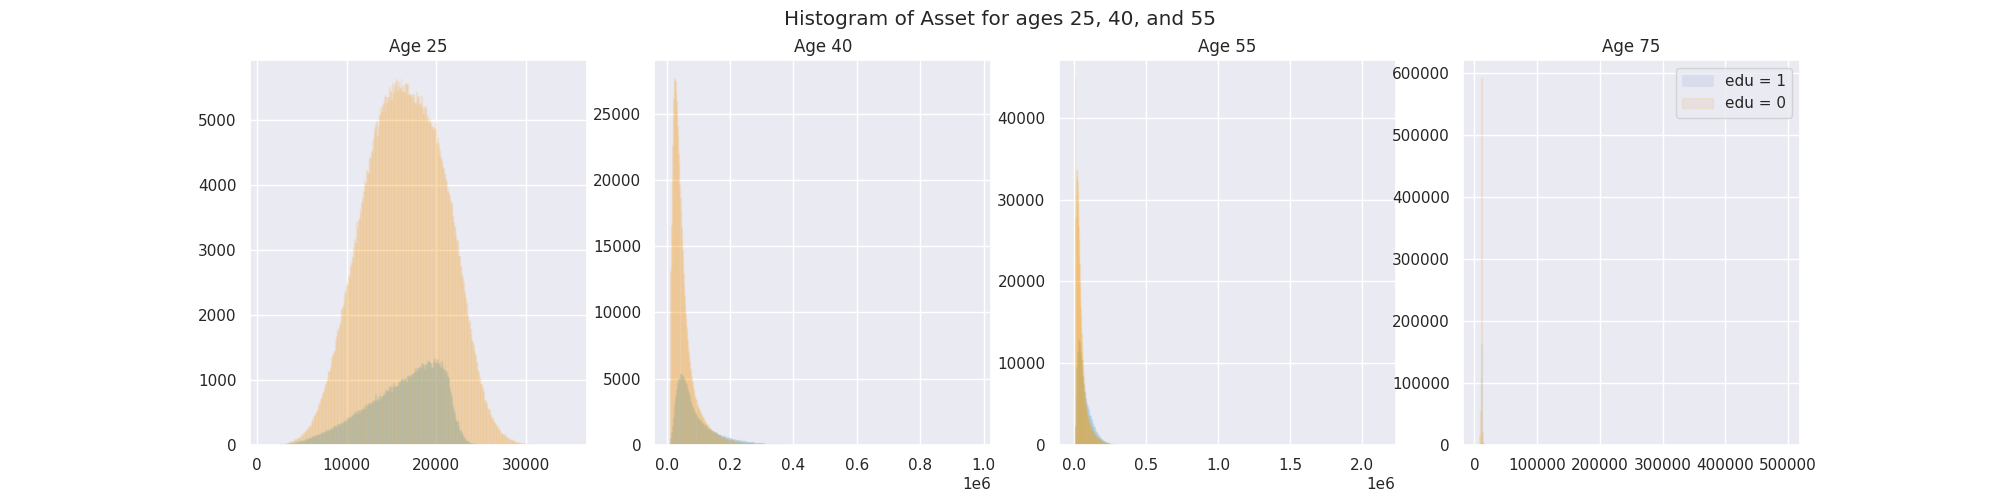 Histogram of Asset for ages 25, 40, and 55
Age 25
5000
4000
3000
2000
1000
0
0 10000 20000 30000
Age 40
25000
20000
15000
10000
5000
0
0.0 0.2 0.4 0.6 0.8 1.0
1e6
Age 55
40000
30000
20000
10000
0
0.0 0.5 1.0 1.5 2.0
1e6
Age 75
600000
500000
400000
300000
200000
100000
0
0 100000 200000 300000 400000 500000
edu = 1
edu = 0